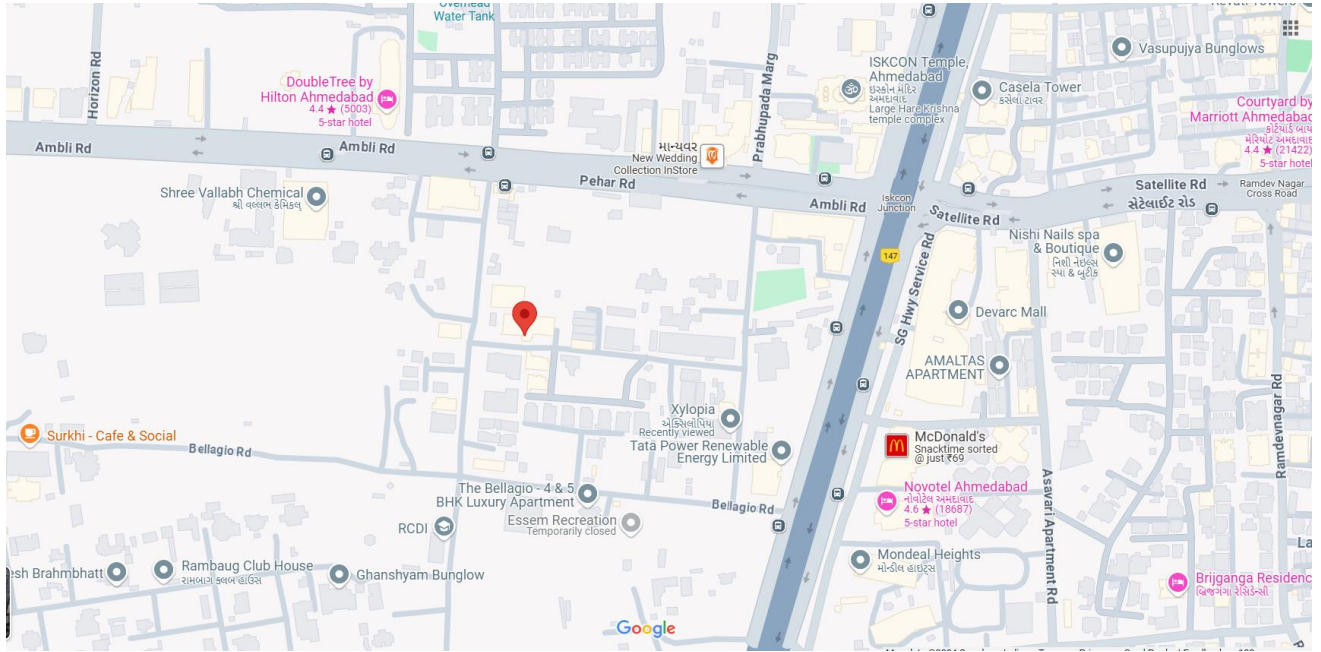 Overhead
Water Tank
Horizon Rd
DoubleTree by
Hilton Ahmedabad
4.4 ★ (5003)
5-star hotel
Prabhupada Marg
ISKCON Temple,
Ahmedabad
ઇસ્કોન મંદિર
અમદાવાદ
Large Hare Krishna
temple complex
Vasupujya Bunglows
Casela Tower
કસેલા ટાવર
Courtyard by
Marriott Ahmedabad
4.4 ★ (21422)
5-star hotel
Ambli Rd
Ambli Rd
માન્યવર
New Wedding
Collection InStore
Pehar Rd
Ambli Rd
Iskcon
Junction
Satellite Rd
Satellite Rd
સેટેલાઈટ રોડ
Ramdev Nagar
Cross Road
Shree Vallabh Chemical
શ્રી વલ્લભ કેમિકલ
Nishi Nails spa
& Boutique
નિશી નેઇલ્સ
સ્પા & બુટીક
147
SG Hwy Service Rd
Devarc Mall
AMALTAS
APARTMENT
Xylopia
એક્સિલોપિયા
Recently viewed
Tata Power Renewable
Energy Limited
McDonald's
Snacktime sorted
@ just ₹69
Surkhi - Cafe & Social
Bellagio Rd
The Bellagio - 4 & 5
BHK Luxury Apartment
Bellagio Rd
Essem Recreation
Temporarily closed
RCDI
Novotel Ahmedabad
નોવોટેલ અમદાવાદ
4.6 ★ (18687)
5-star hotel
Asavari Apartment Rd
Ramdevnagar Rd
Mondeal Heights
મોન્ડીલ હાઇટ્સ
esh Brahmbhatt
Rambaug Club House
રામબાગ ક્લબ હાઉસ
Ghanshyam Bunglow
Brijganga Residenc
બ્રિજગંગા રેસિડેન્સી
La
Google